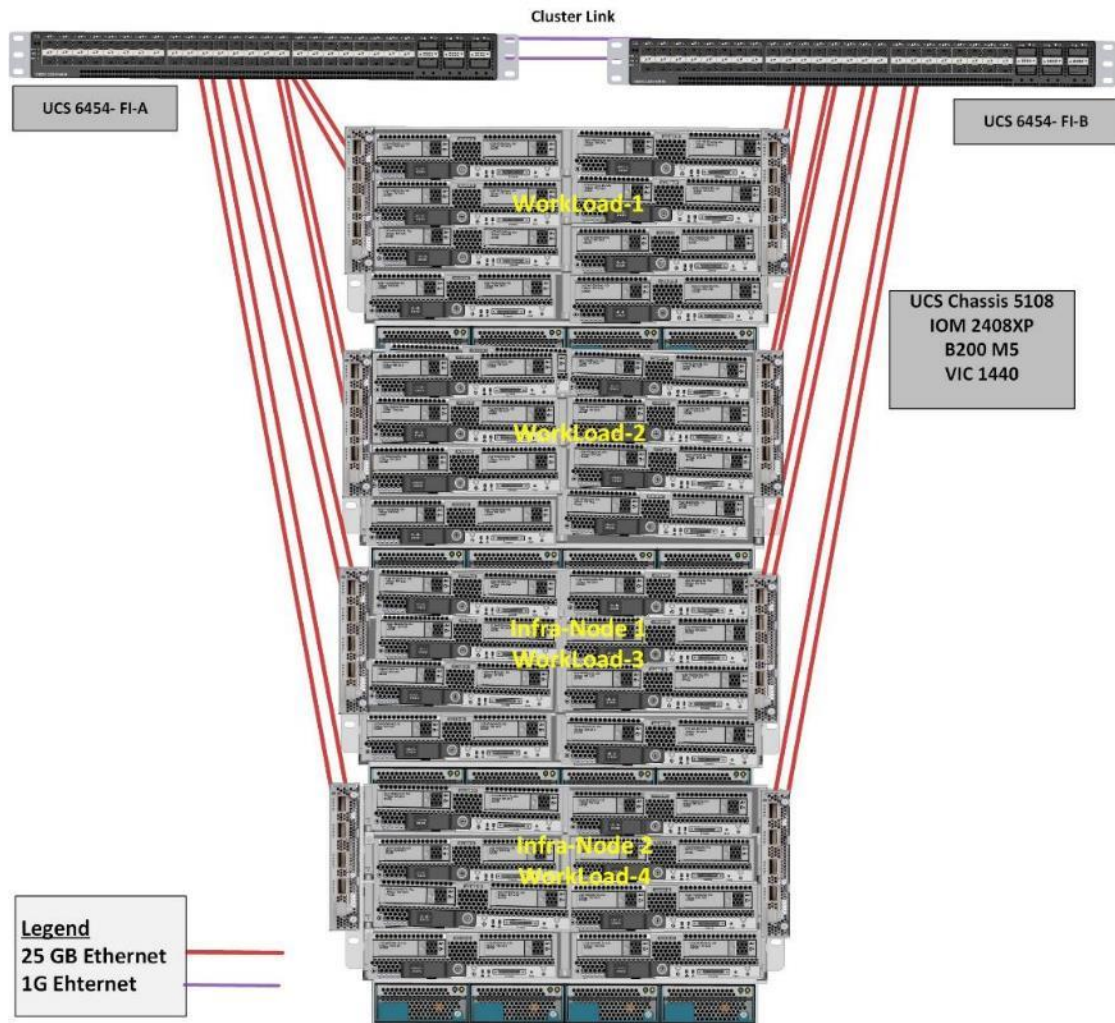 Cluster Link
UCS 6454- FI-A
UCS 6454- FI-B
WorkLoad-1
UCS Chassis 5108
IOM 2408XP
B200 M5
VIC 1440
WorkLoad-2
Infra-Node 1
WorkLoad-3
Infra-Node 2
WorkLoad-4
Legend
25 GB Ethernet
1G Ehternet